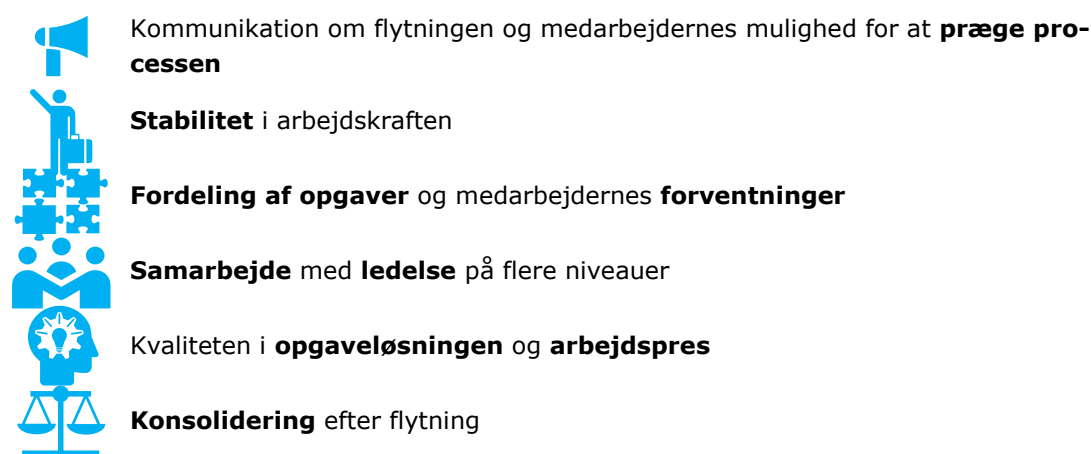 Kommunikation om flytningen og medarbejdernes mulighed for at præge pro-
cessen
Stabilitet i arbejdskraften
Fordeling af opgaver og medarbejdernes forventninger
Samarbejde med ledelse på flere niveauer
Kvaliteten i opgaveløsningen og arbejdspres
Konsolidering efter flytning